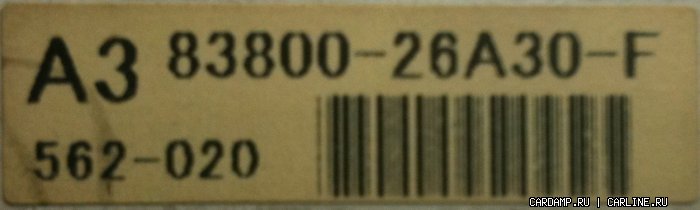 A3 83800-26A30-F
562-020
CARDAMP.RU | CARLINE.RU